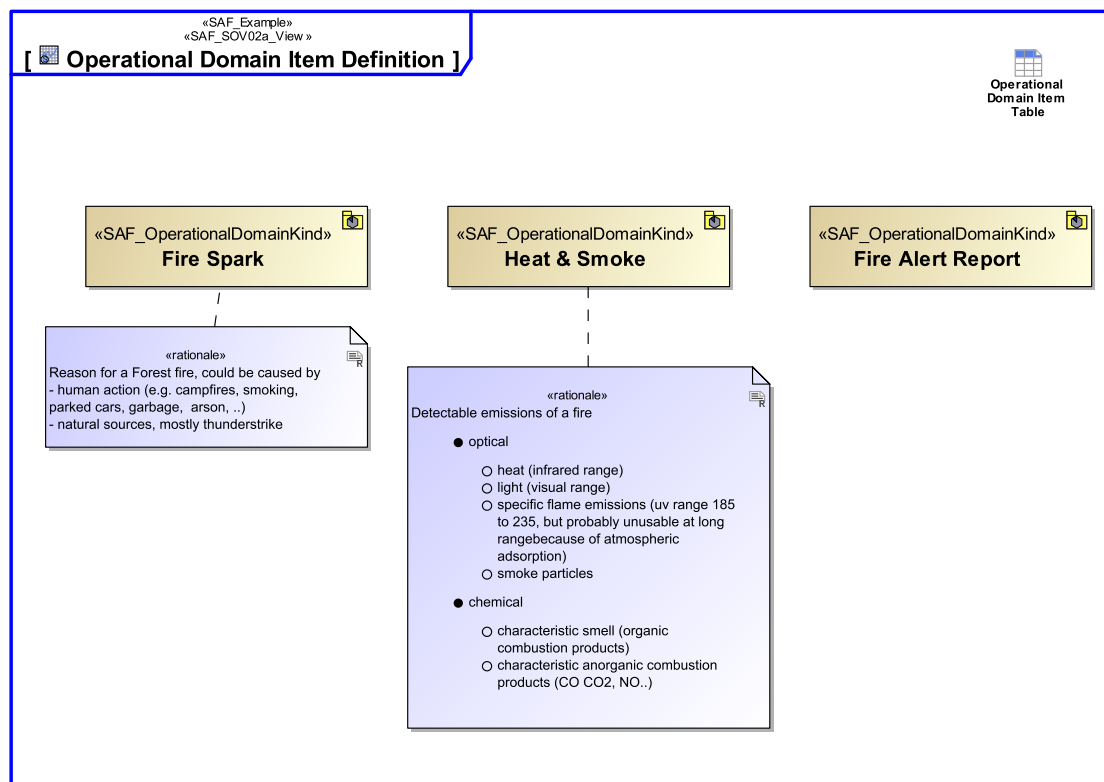 «SAF_Example»
«SAF_SOV02a_View »
[ Operational Domain Item Definition ]
Operational
Domain Item
Table
«SAF_OperationalDomainKind»
Fire Spark
«SAF_OperationalDomainKind»
Heat & Smoke
«SAF_OperationalDomainKind»
Fire Alert Report
«rationale»
Reason for a Forest fire, could be caused by
- human action (e.g. campfires, smoking,
parked cars, garbage,  arson, ..)
- natural sources, mostly thunderstrike
R
«rationale»
R
Detectable emissions of a fire
● optical
○ heat (infrared range)
○ light (visual range)
○ specific flame emissions (uv range 185
to 235, but probably unusable at long
rangebecause of atmospheric
adsorption)
○ smoke particles
● chemical
○ characteristic smell (organic
combustion products)
○ characteristic anorganic combustion
products (CO CO2, NO..)